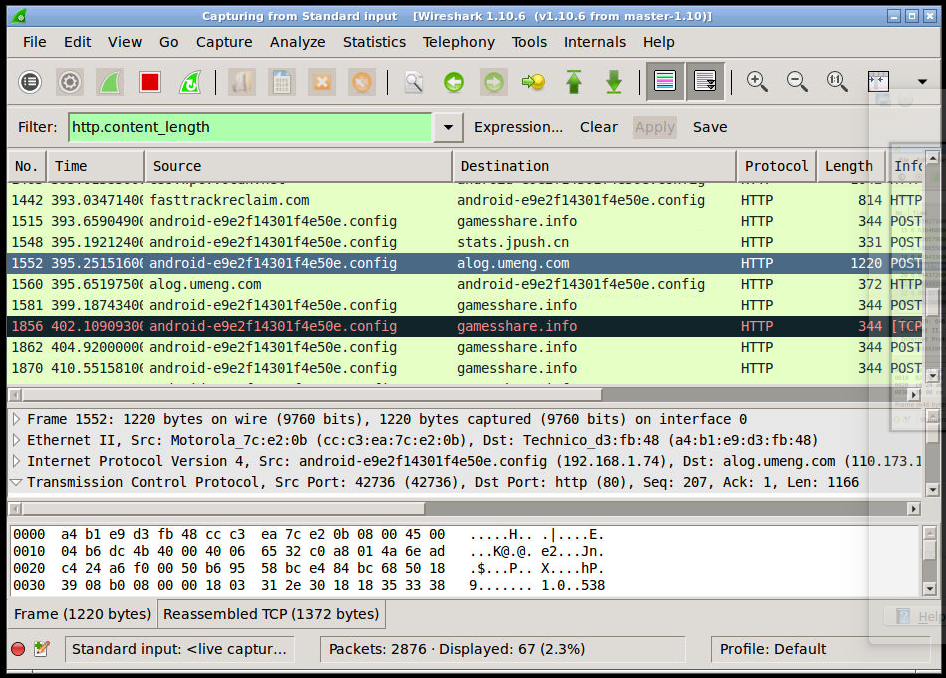 Capturing from Standard input [Wireshark 1.10.6 (v1.10.6 from master-1.10)]
File Edit View Go Capture Analyze Statistics Telephony Tools Internals Help
Filter: http.content_length Expression... Clear Apply Save
No. Time Source Destination Protocol Length Info
1442 393.03471400 fasttrackreclaim.com android-e9e2f14301f4e50e.config HTTP 814 HTTP
1515 393.65904900 android-e9e2f14301f4e50e.config gamesshare.info HTTP 344 POST
1548 395.19212400 android-e9e2f14301f4e50e.config stats.jpush.cn HTTP 331 POST
1552 395.25151600 android-e9e2f14301f4e50e.config alog.umeng.com HTTP 1220 POST
1560 395.65197500 alog.umeng.com android-e9e2f14301f4e50e.config HTTP 372 HTTP
1581 399.18743400 android-e9e2f14301f4e50e.config gamesshare.info HTTP 344 POST
1856 402.10909300 android-e9e2f14301f4e50e.config gamesshare.info HTTP 344 [TCP
1862 404.92000000 android-e9e2f14301f4e50e.config gamesshare.info HTTP 344 POST
1870 410.55158100 android-e9e2f14301f4e50e.config gamesshare.info HTTP 344 POST
Frame 1552: 1220 bytes on wire (9760 bits), 1220 bytes captured (9760 bits) on interface 0
Ethernet II, Src: Motorola_7c:e2:0b (cc:c3:ea:7c:e2:0b), Dst: Technico_d3:fb:48 (a4:b1:e9:d3:fb:48)
Internet Protocol Version 4, Src: android-e9e2f14301f4e50e.config (192.168.1.74), Dst: alog.umeng.com (110.173.1
Transmission Control Protocol, Src Port: 42736 (42736), Dst Port: http (80), Seq: 207, Ack: 1, Len: 1166
0000 a4 b1 e9 d3 fb 48 cc c3 ea 7c e2 0b 08 00 45 00 .....H.. .|....E.
0010 04 b6 dc 4b 40 00 40 06 65 32 c0 a8 01 4a 6e ad ...K@.@. e2...Jn.
0020 c4 24 a6 f0 00 50 b6 95 58 bc e4 84 bc 68 50 18 .$...P.. X....hP.
0030 39 08 b0 08 00 00 18 03 31 2e 30 18 18 35 33 38 9....... 1.0..538
Help
Frame (1220 bytes) Reassembled TCP (1372 bytes)
Standard input: <live captur... Packets: 2876 · Displayed: 67 (2.3%) Profile: Default